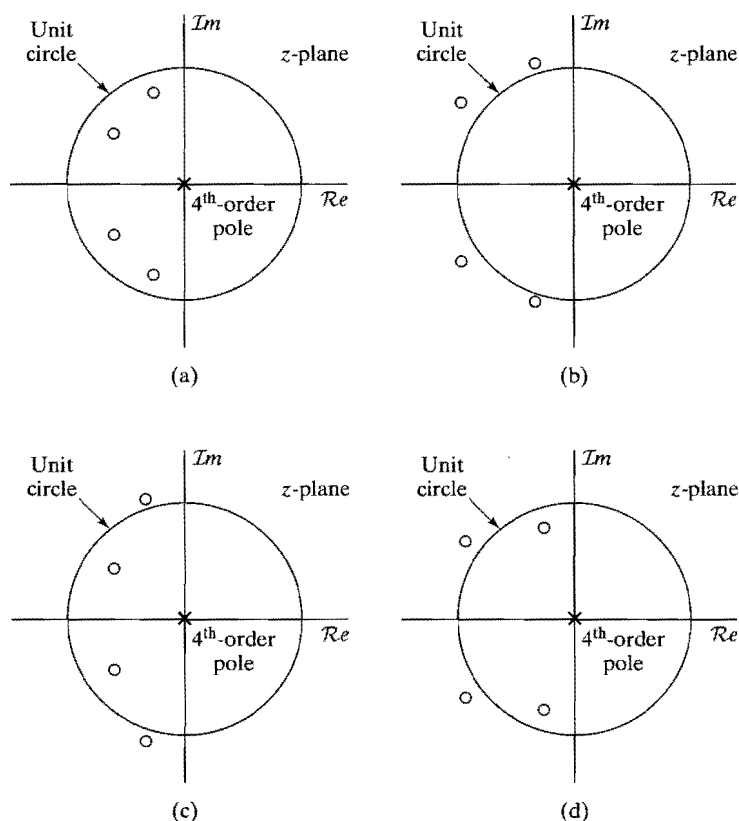 Im
Unit
circle
z-plane
Re
4th-order
pole
(a)
Im
Unit
circle
z-plane
Re
4th-order
pole
(b)
Im
Unit
circle
z-plane
Re
4th-order
pole
(c)
Im
Unit
circle
z-plane
Re
4th-order
pole
(d)